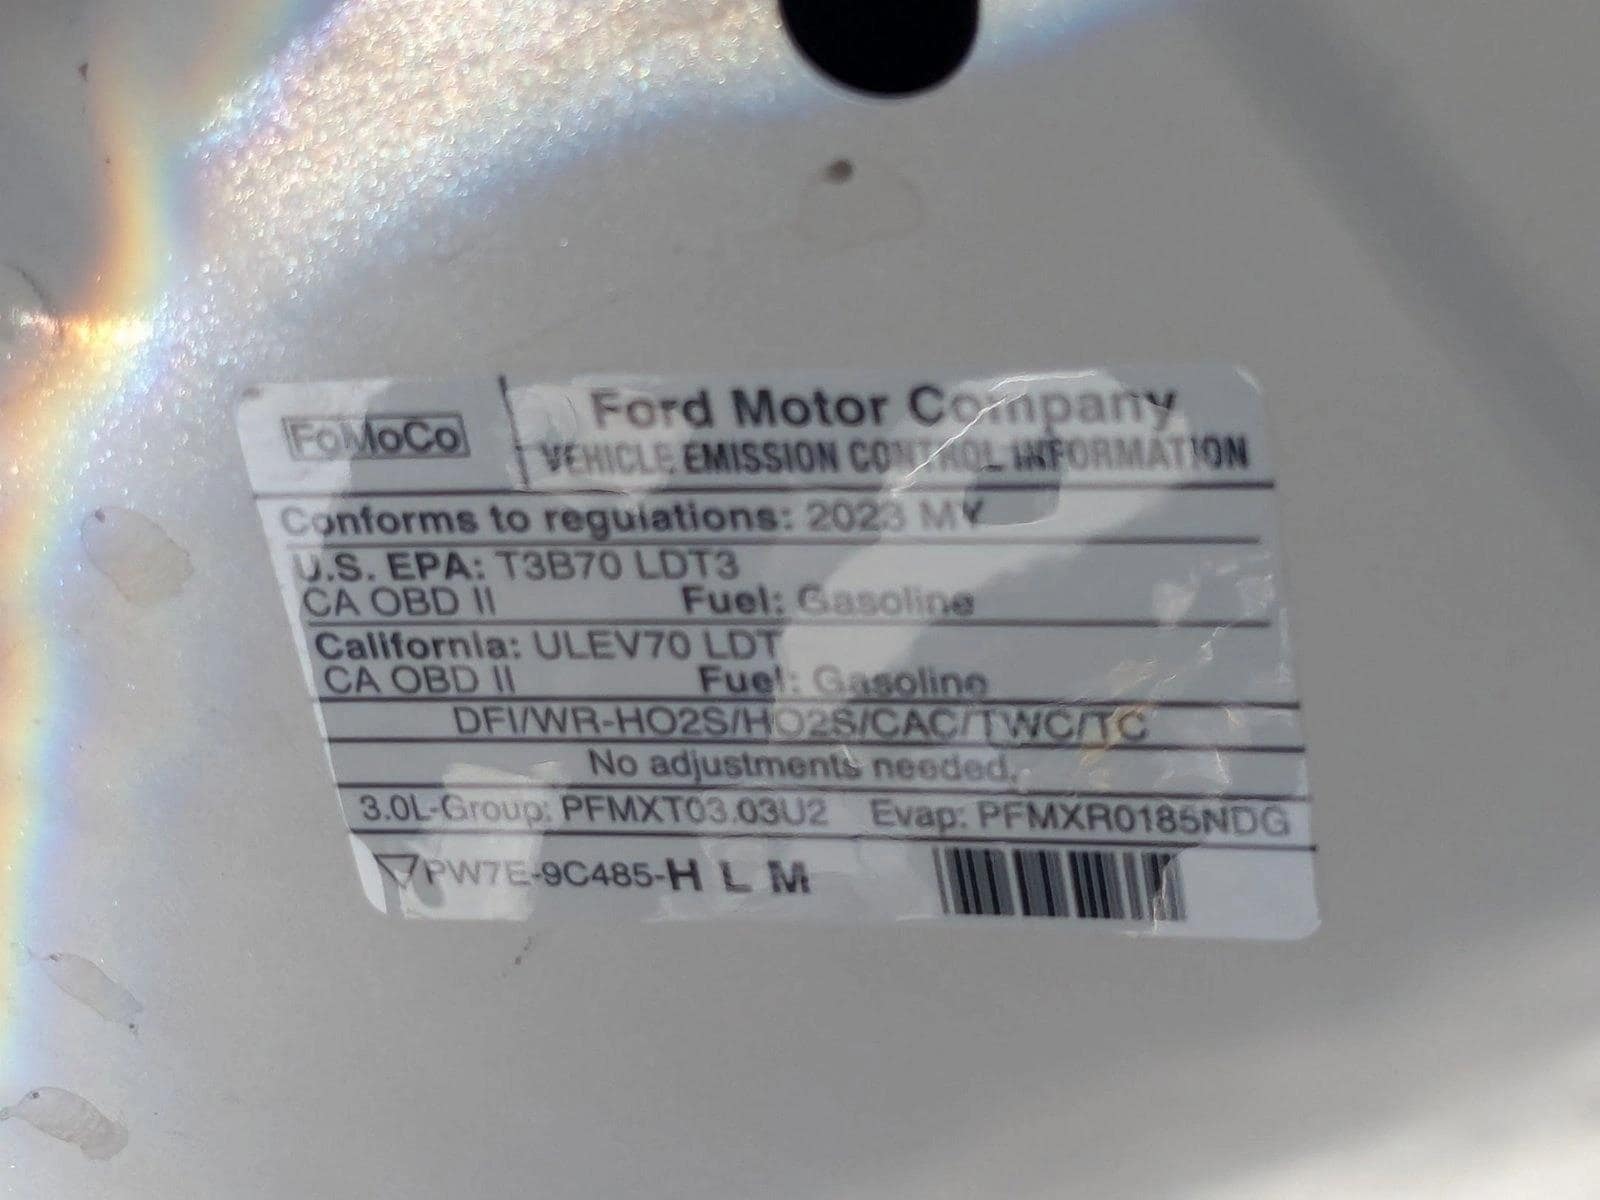 FoMoCo
Ford Motor Company
VEHICLE EMISSION CONTROL INFORMATION
Conforms to regulations: 2023 MY
U.S. EPA: T3B70 LDT3
CA OBD II Fuel: Gasoline
California: ULEV70 LDT
CA OBD II Fuel: Gasoline
DFI/WR-HO2S/HO2S/CAC/TWC/TC
No adjustments needed.
3.0L-Group: PFMXT03.03U2 Evap: PFMXR0185NDG
PW7E-9C485-H L M